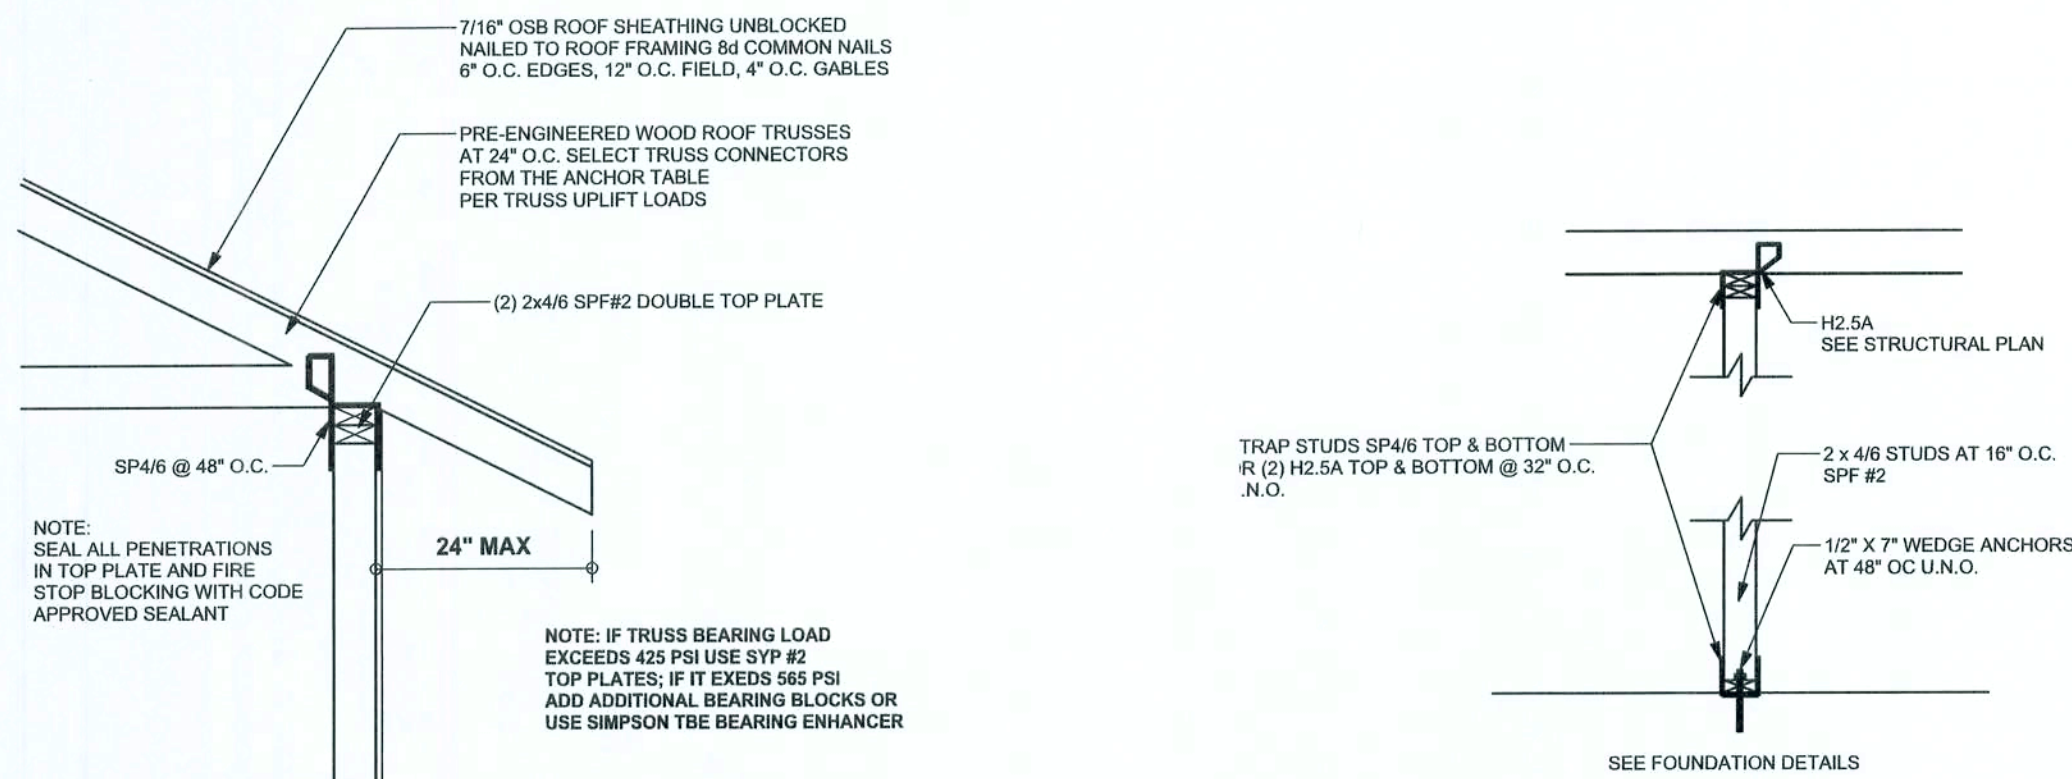 7/16" OSB ROOF SHEATHING UNBLOCKED
NAILED TO ROOF FRAMING 8d COMMON NAILS
6" O.C. EDGES, 12" O.C. FIELD, 4" O.C. GABLES
PRE-ENGINEERED WOOD ROOF TRUSSES
AT 24" O.C. SELECT TRUSS CONNECTORS
FROM THE ANCHOR TABLE
PER TRUSS UPLIFT LOADS
(2) 2x4/6 SPF#2 DOUBLE TOP PLATE
SP4/6 @ 48" O.C.
NOTE:
SEAL ALL PENETRATIONS
IN TOP PLATE AND FIRE
STOP BLOCKING WITH CODE
APPROVED SEALANT
24" MAX
NOTE: IF TRUSS BEARING LOAD
EXCEEDS 425 PSI USE SYP #2
TOP PLATES; IF IT EXEDS 565 PSI
ADD ADDITIONAL BEARING BLOCKS OR
USE SIMPSON TBE BEARING ENHANCER
H2.5A
SEE STRUCTURAL PLAN
TRAP STUDS SP4/6 TOP & BOTTOM
R (2) H2.5A TOP & BOTTOM @ 32" O.C.
.N.O.
2 x 4/6 STUDS AT 16" O.C.
SPF #2
1/2" X 7" WEDGE ANCHORS
AT 48" OC U.N.O.
SEE FOUNDATION DETAILS